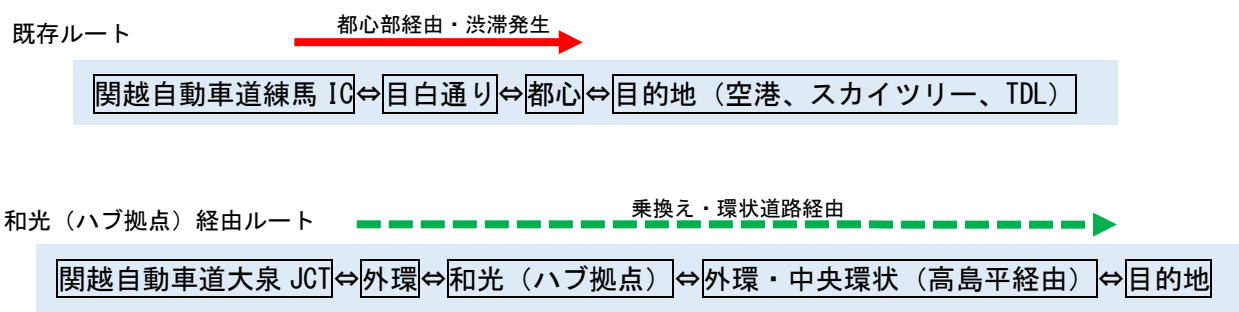 既存ルート
都心部経由・渋滞発生
関越自動車道練馬 IC⇔目白通り⇔都心⇔目的地（空港、スカイツリー、TDL）
和光（ハブ拠点）経由ルート
乗換え・環状道路経由
関越自動車道大泉 JCT⇔外環⇔和光（ハブ拠点）⇔外環・中央環状（高島平経由）⇔目的地